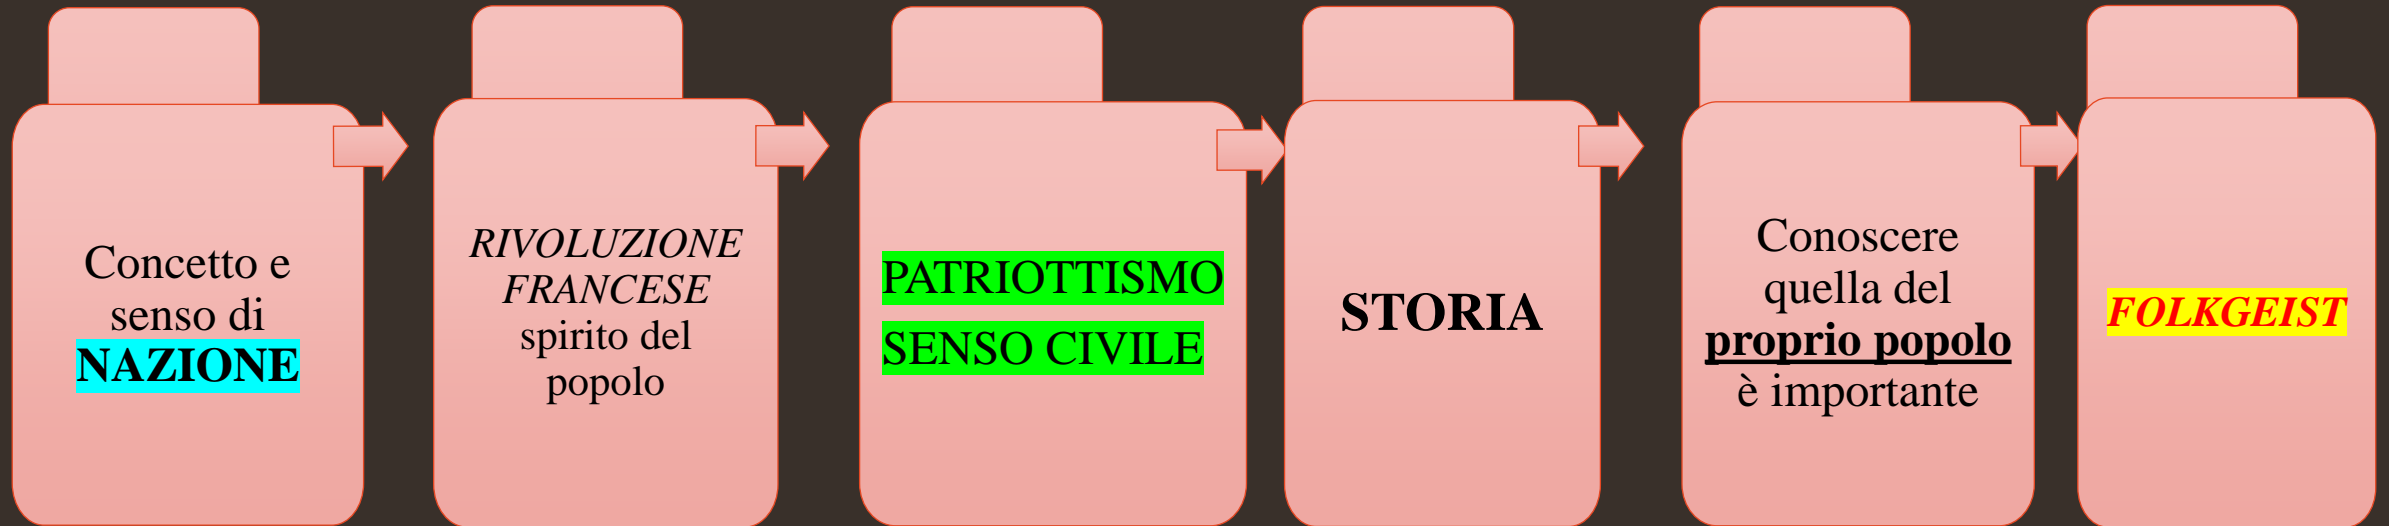 Concetto e
senso di
NAZIONE
RIVOLUZIONE
FRANCESE
spirito del
popolo
PATRIOTTISMO
SENSO CIVILE
STORIA
Conoscere
quella del
proprio popolo
è importante
FOLKGEIST